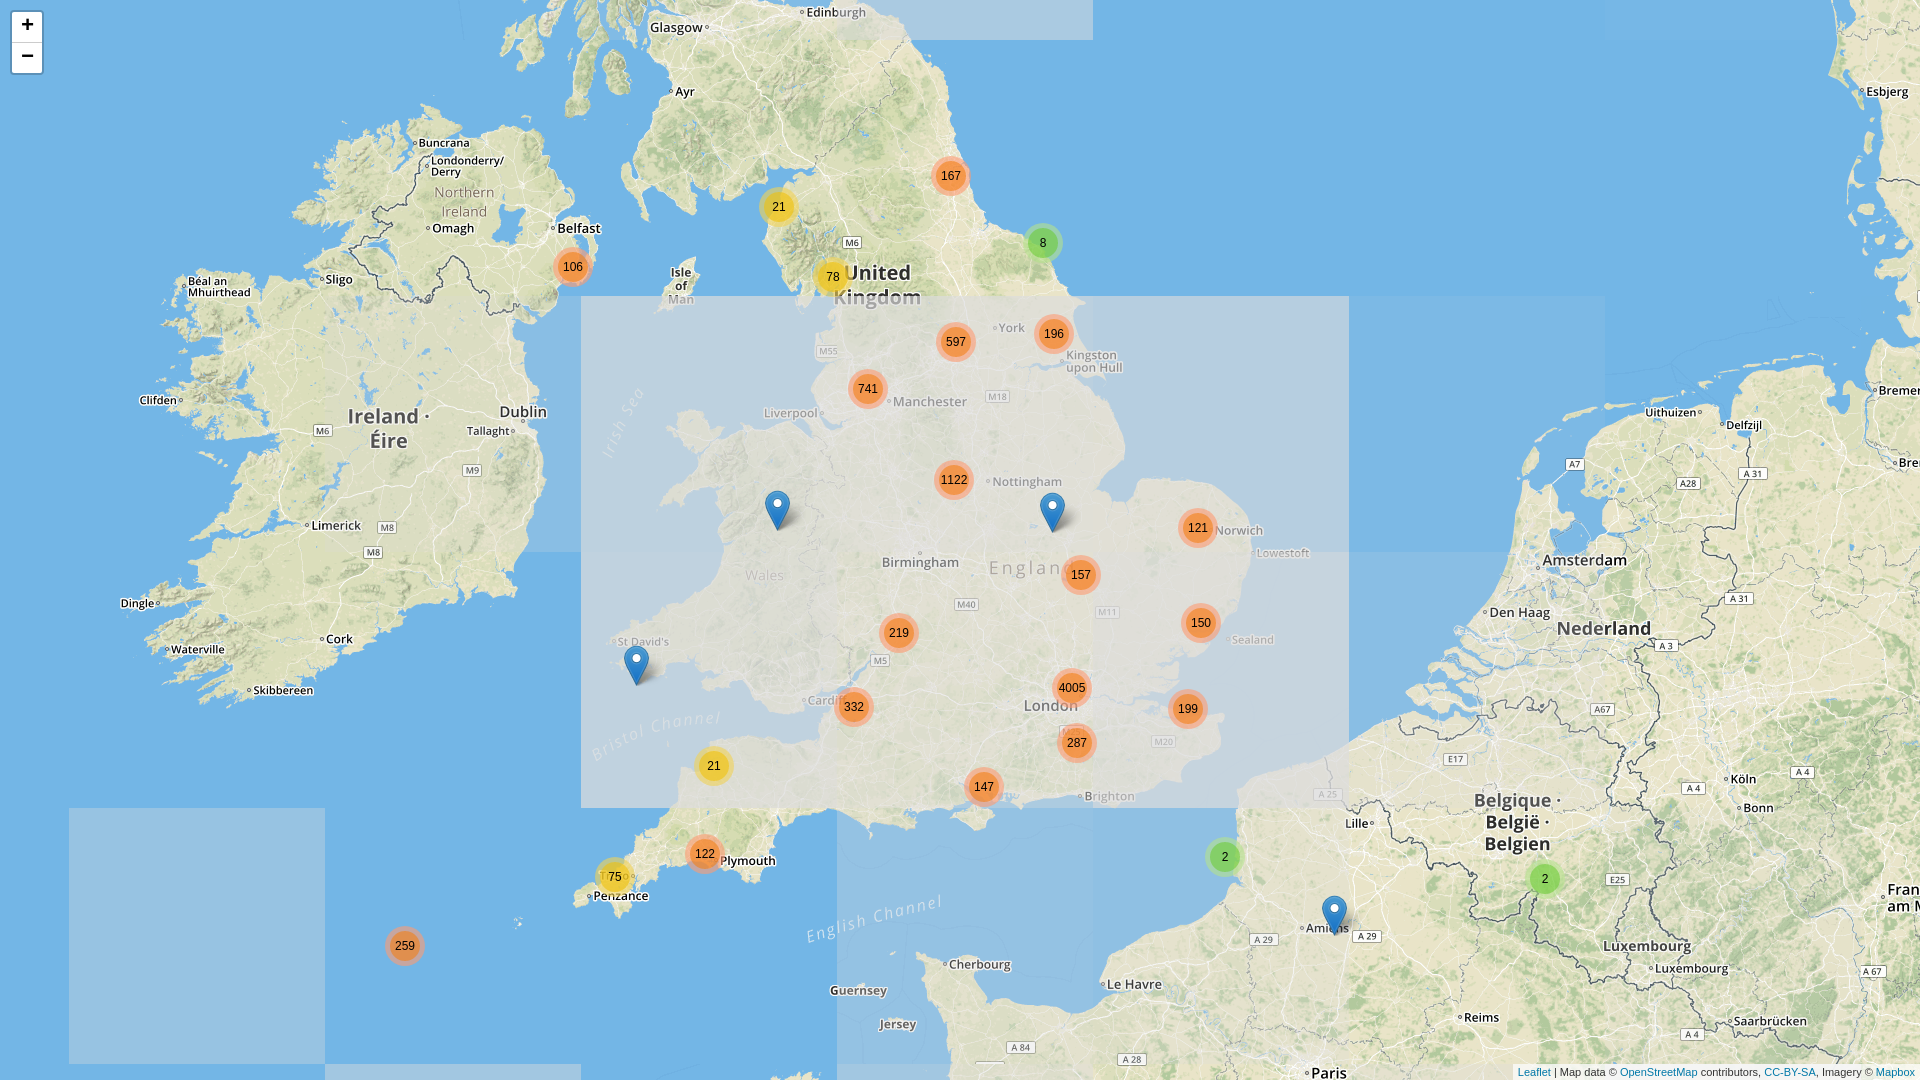 +
−
Edinburgh
Glasgow
Ayr
Esbjerg
Buncrana
Londonderry/
Derry
Northern
Ireland
Omagh
Belfast
167
21
M6
8
106
78
United
Kingdom
Isle
of
Man
Sligo
Béal an
Mhuirthead
York
196
597
M55
Kingston
upon Hull
741
Manchester
M18
Liverpool
Irish Sea
Clifden
Ireland ·
Éire
Dublin
Tallaght
M6
M9
Bremer
Uithuizen
Delfzijl
A7
A 31
A28
1122
Nottingham
Limerick
M8
M8
121
Norwich
Lowestoft
Birmingham
Englan
157
Wales
Amsterdam
A 31
Dingle
M40
M11
Den Haag
Nederland
219
150
Sealand
Cork
St David's
Waterville
M5
A 3
Skibbereen
4005
London
Cardiff
332
199
A67
Bristol Channel
287
M20
E17
21
147
Brighton
A 25
Köln
A 4
A 4
Bonn
Belgique ·
België ·
Belgien
Lille
122
Plymouth
2
75
Penzance
2
E25
Fran
am M
English Channel
259
Amiens
A 29
A 29
Luxembourg
Luxembourg
A 67
Cherbourg
Le Havre
Guernsey
Jersey
Reims
Saarbrücken
A 84
A 28
A 4
Paris
Leaflet | Map data © OpenStreetMap contributors, CC-BY-SA, Imagery © Mapbox